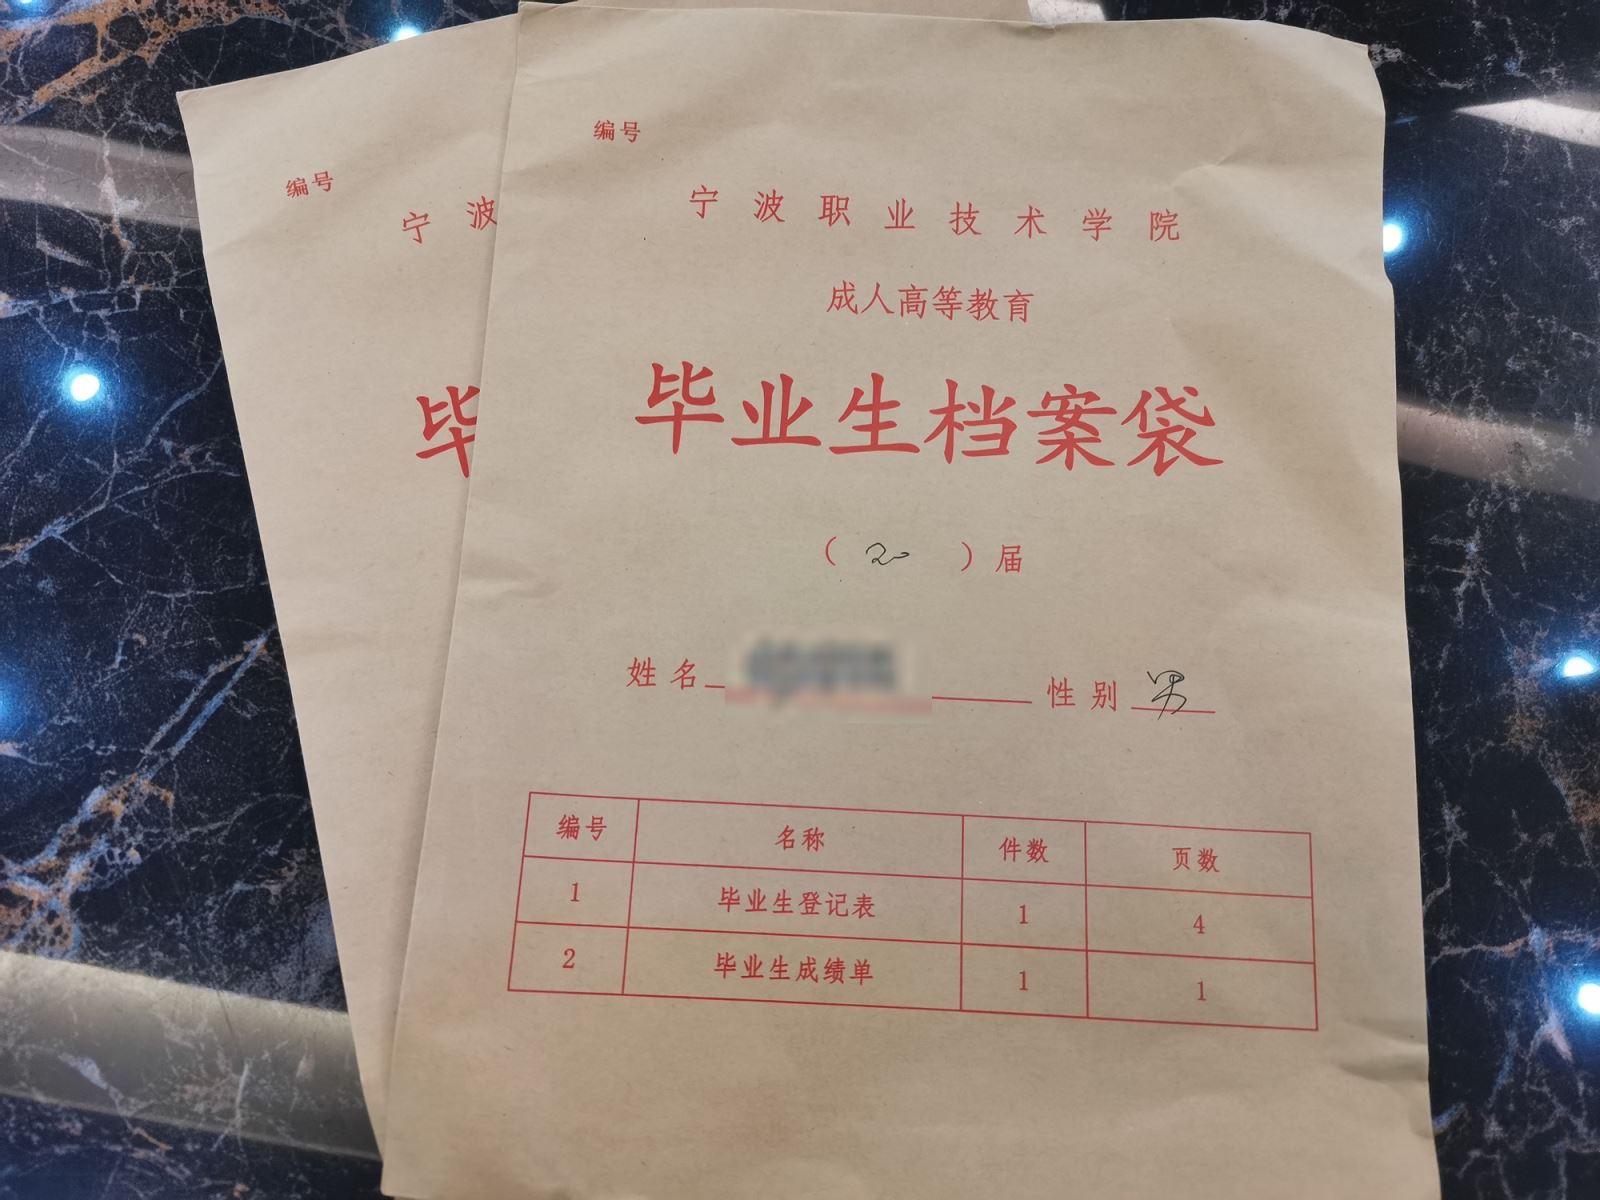 编号
宁波
毕
编号
宁波职业技术学院
成人高等教育
毕业生档案袋
（20）届
姓名 性别 男
编号 名称 件数 页数
1 毕业生登记表 1 4
2 毕业生成绩单 1 1